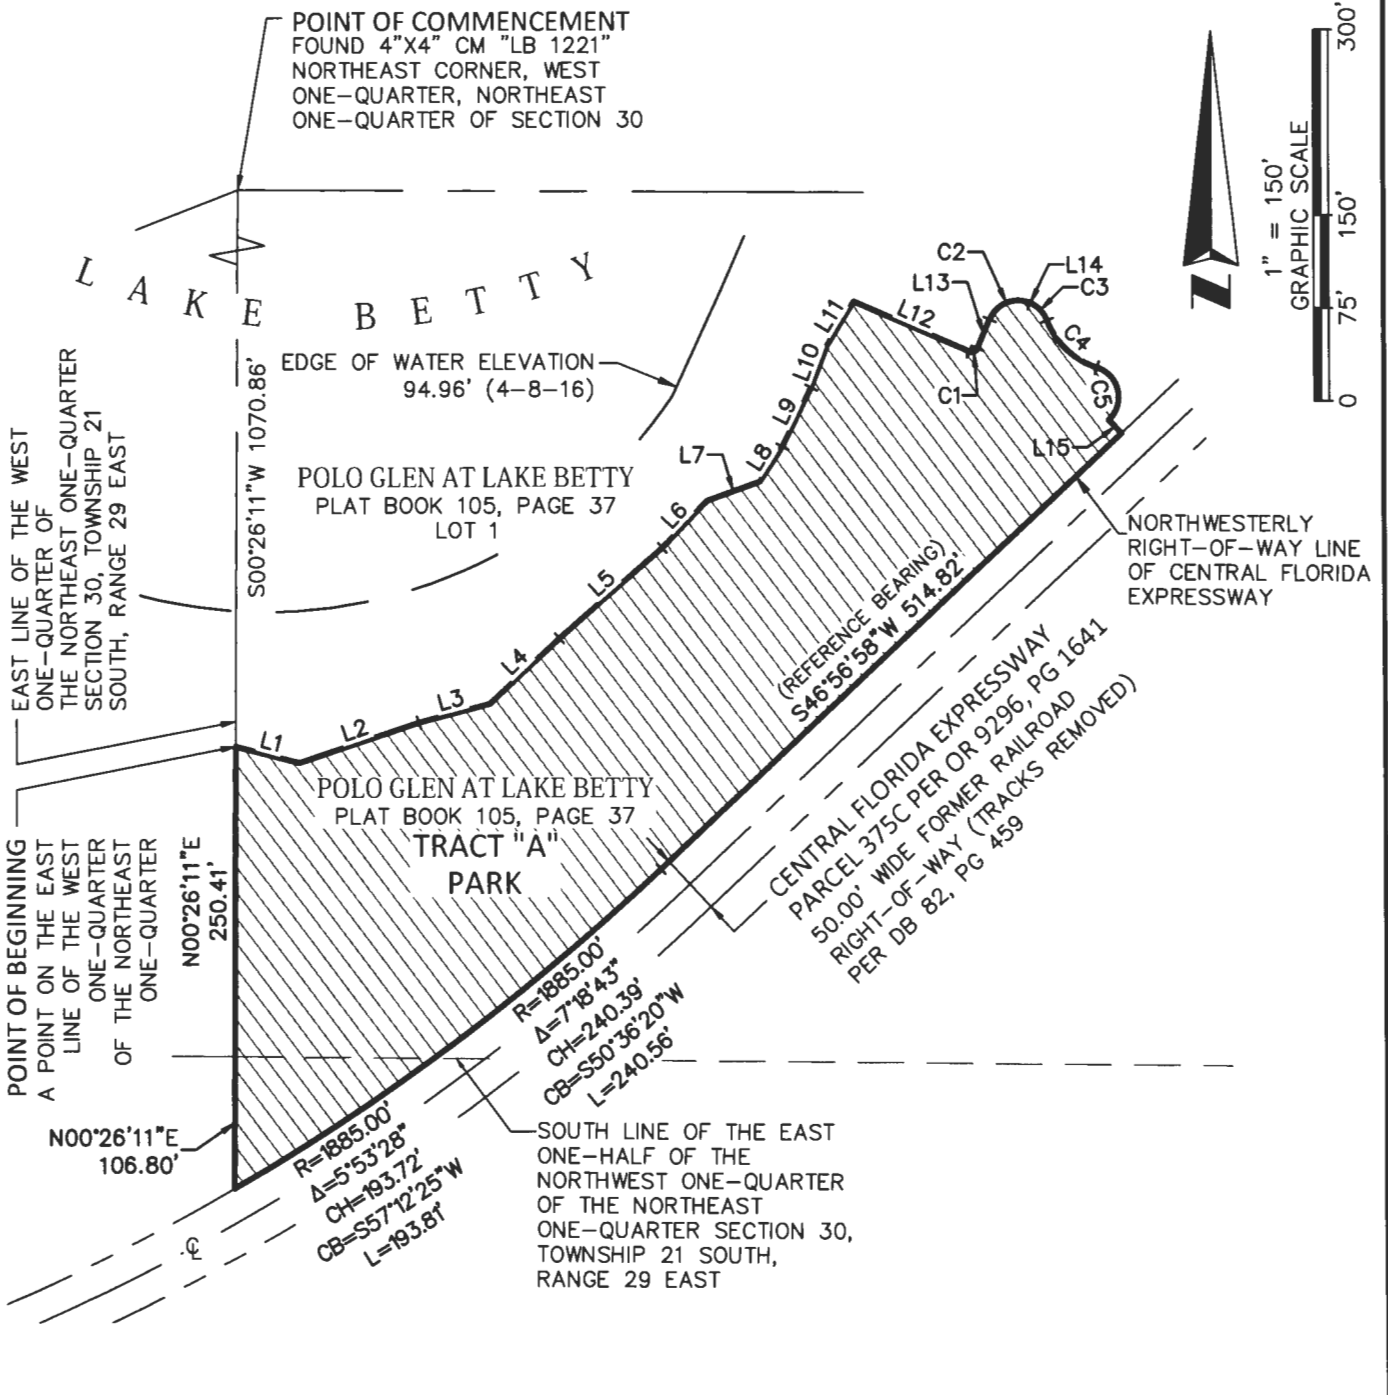 POINT OF COMMENCEMENT
FOUND 4"X4" CM "LB 1221"
NORTHEAST CORNER, WEST
ONE-QUARTER, NORTHEAST
ONE-QUARTER OF SECTION 30
1" = 150'
GRAPHIC SCALE
0
75'
150'
300'
N
LAKE BETTY
EDGE OF WATER ELEVATION
94.96' (4-8-16)
S00°26'11"W 1070.86'
EAST LINE OF THE WEST
ONE-QUARTER OF
THE NORTHEAST ONE-QUARTER
SECTION 30, TOWNSHIP 21
SOUTH, RANGE 29 EAST
POLO GLEN AT LAKE BETTY
PLAT BOOK 105, PAGE 37
LOT 1
L1
L2
L3
L4
L5
L6
L7
L8
L9
L10
L11
L12
C1
L13
C2
L14
C3
C4
C5
L15
NORTHWESTERLY
RIGHT-OF-WAY LINE
OF CENTRAL FLORIDA
EXPRESSWAY
(REFERENCE BEARING)
S46°56'58"W 514.82'
CENTRAL FLORIDA EXPRESSWAY
PARCEL 375C PER OR 9296, PG 1641
50.00' WIDE FORMER RAILROAD
RIGHT-OF-WAY (TRACKS REMOVED)
PER DB 82, PG 459
POLO GLEN AT LAKE BETTY
PLAT BOOK 105, PAGE 37
TRACT "A"
PARK
POINT OF BEGINNING
A POINT ON THE EAST
LINE OF THE WEST
ONE-QUARTER
OF THE NORTHEAST
ONE-QUARTER
N00°26'11"E
250.41'
N00°26'11"E
106.80'
R=1885.00'
Δ=7°18'43"
CH=240.39'
CB=S50°36'20"W
L=240.56'
R=1885.00'
Δ=5°53'28"
CH=193.72'
CB=S57°12'25"W
L=193.81'
℄
SOUTH LINE OF THE EAST
ONE-HALF OF THE
NORTHWEST ONE-QUARTER
OF THE NORTHEAST
ONE-QUARTER SECTION 30,
TOWNSHIP 21 SOUTH,
RANGE 29 EAST